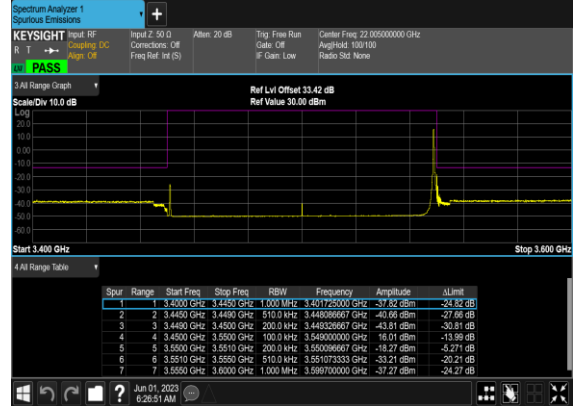 Spectrum Analyzer 1
Spurious Emissions
+
KEYSIGHT
R T
Input: RF
Coupling: DC
Align: Off
Input Z: 50 Ω
Corrections: Off
Freq Ref: Int (S)
Atten: 20 dB
Trig: Free Run
Gate: Off
IF Gain: Low
Center Freq: 22.005000000 GHz
Avg|Hold: 100/100
Radio Std: None
PASS
3 All Range Graph
Scale/Div 10.0 dB
Ref Lvl Offset 33.42 dB
Ref Value 30.00 dBm
Log
20.0
10.0
0.00
-10.0
-20.0
-30.0
-40.0
-50.0
-60.0
Start 3.400 GHz
Stop 3.600 GHz
4 All Range Table
Spur Range Start Freq Stop Freq RBW Frequency Amplitude ΔLimit
1 1 3.4000 GHz 3.4450 GHz 1.000 MHz 3.401725000 GHz -37.82 dBm -24.82 dB
2 2 3.4450 GHz 3.4490 GHz 510.0 kHz 3.448086667 GHz -40.66 dBm -27.66 dB
3 3 3.4490 GHz 3.4500 GHz 200.0 kHz 3.449326667 GHz -43.81 dBm -30.81 dB
4 4 3.4500 GHz 3.5500 GHz 100.0 kHz 3.549000000 GHz 16.01 dBm -13.99 dB
5 5 3.5500 GHz 3.5510 GHz 200.0 kHz 3.550096667 GHz -18.27 dBm -5.271 dB
6 6 3.5510 GHz 3.5550 GHz 510.0 kHz 3.551073333 GHz -33.21 dBm -20.21 dB
7 7 3.5550 GHz 3.6000 GHz 1.000 MHz 3.599700000 GHz -37.27 dBm -24.27 dB
?
Jun 01, 2023
6:26:51 AM